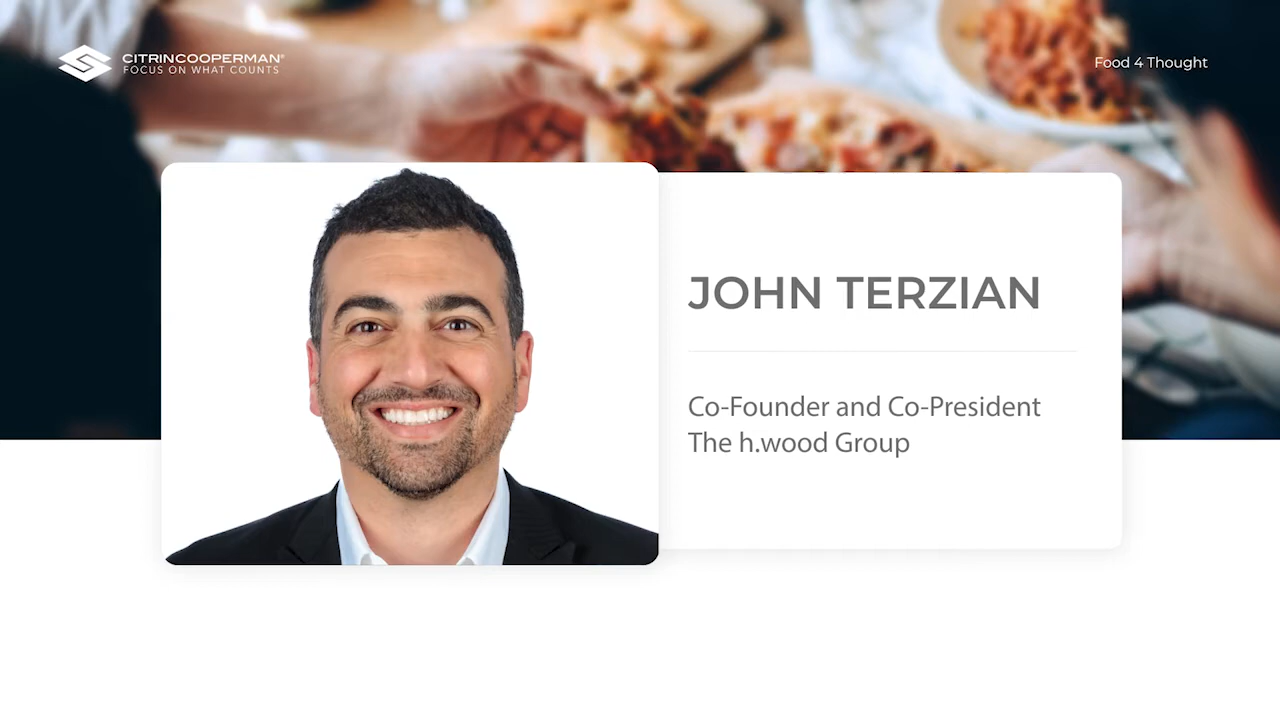 CITRINCOOPERMAN®
FOCUS ON WHAT COUNTS
Food 4 Thought
JOHN TERZIAN
Co-Founder and Co-President
The h.wood Group